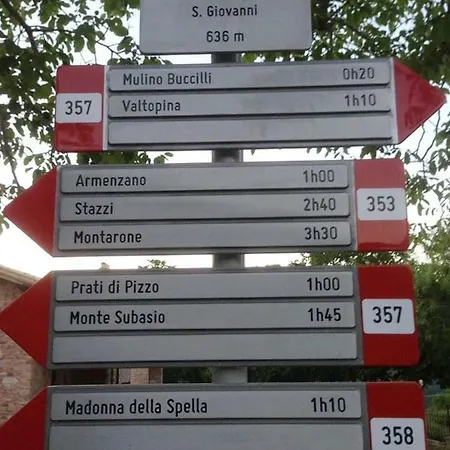 S. Giovanni
636 m
357
Mulino Buccilli 0h20
Valtopina 1h10
Armenzano 1h00
Stazzi 2h40
Montarone 3h30
353
Prati di Pizzo 1h00
Monte Subasio 1h45
357
Madonna della Spella 1h10
358